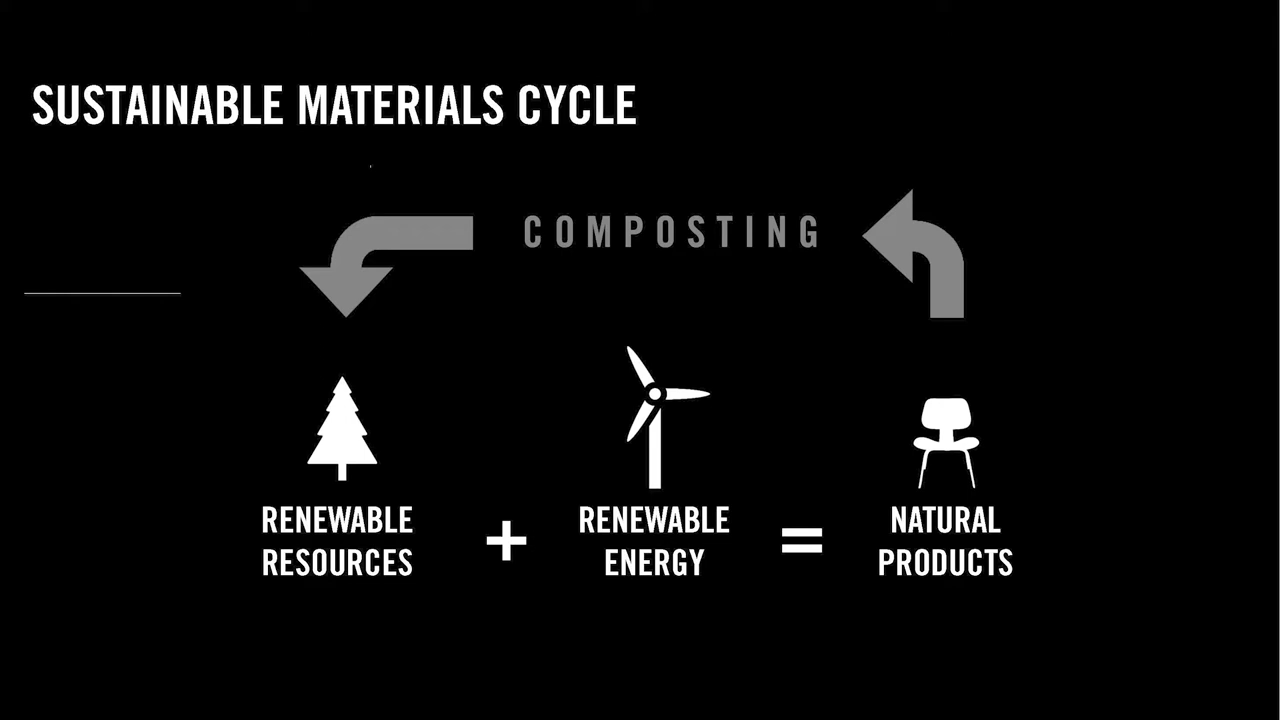 SUSTAINABLE MATERIALS CYCLE
COMPOSTING
RENEWABLE
RESOURCES
+
RENEWABLE
ENERGY
=
NATURAL
PRODUCTS